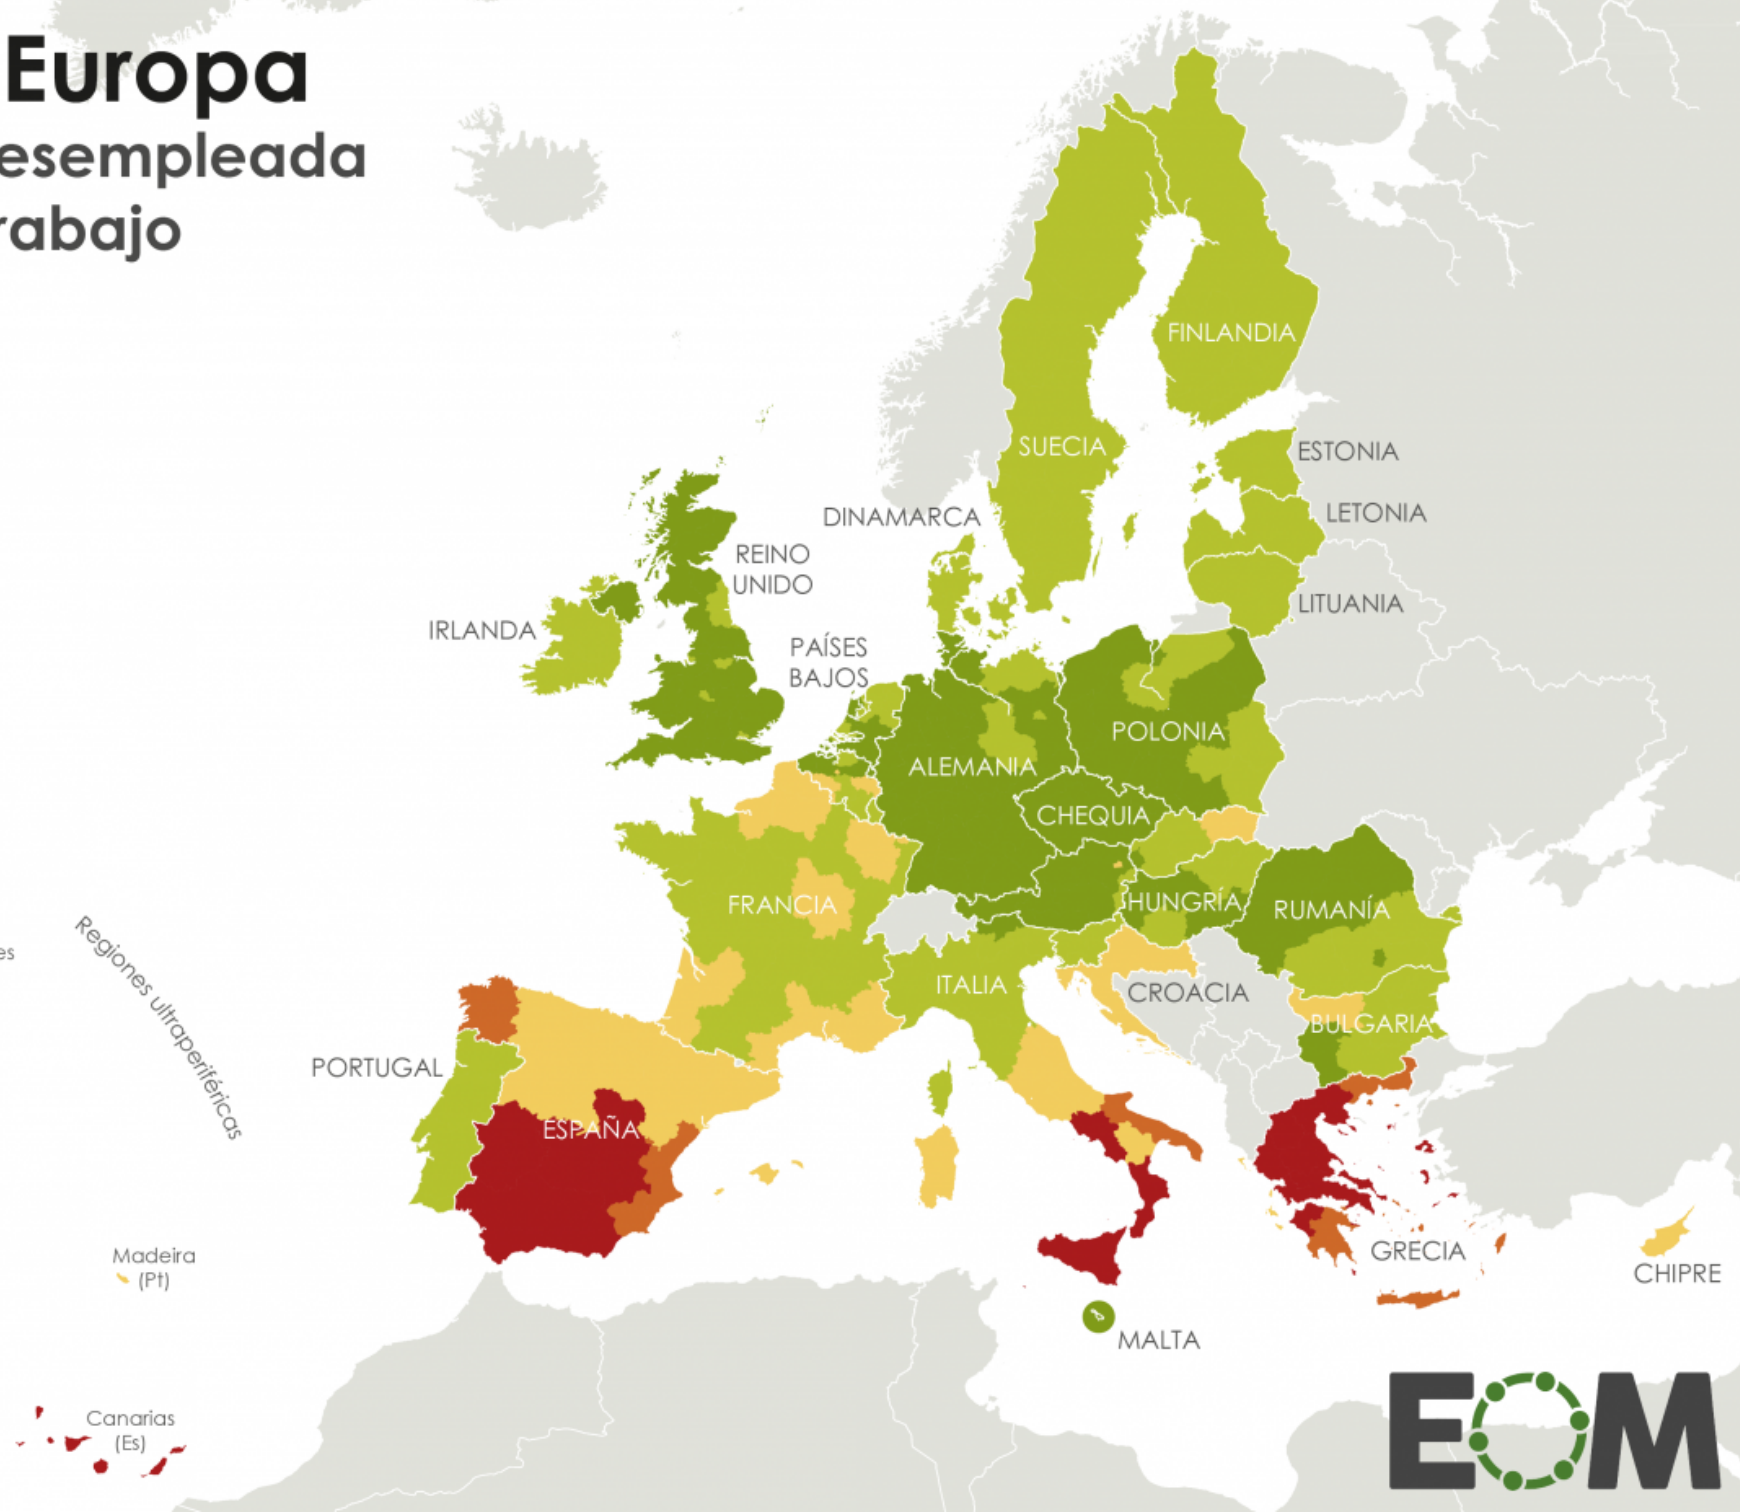 Europa
esempleada
rabajo
FINLANDIA
SUECIA
ESTONIA
DINAMARCA
LETONIA
REINO
UNIDO
LITUANIA
IRLANDA
PAÍSES
BAJOS
POLONIA
ALEMANIA
CHEQUIA
FRANCIA
HUNGRÍA
RUMANÍA
es
Regiones ultraperiféricas
ITALIA
CROACIA
BULGARIA
PORTUGAL
ESPAÑA
Madeira
(Pt)
GRECIA
CHIPRE
MALTA
Canarias
(Es)
EOM